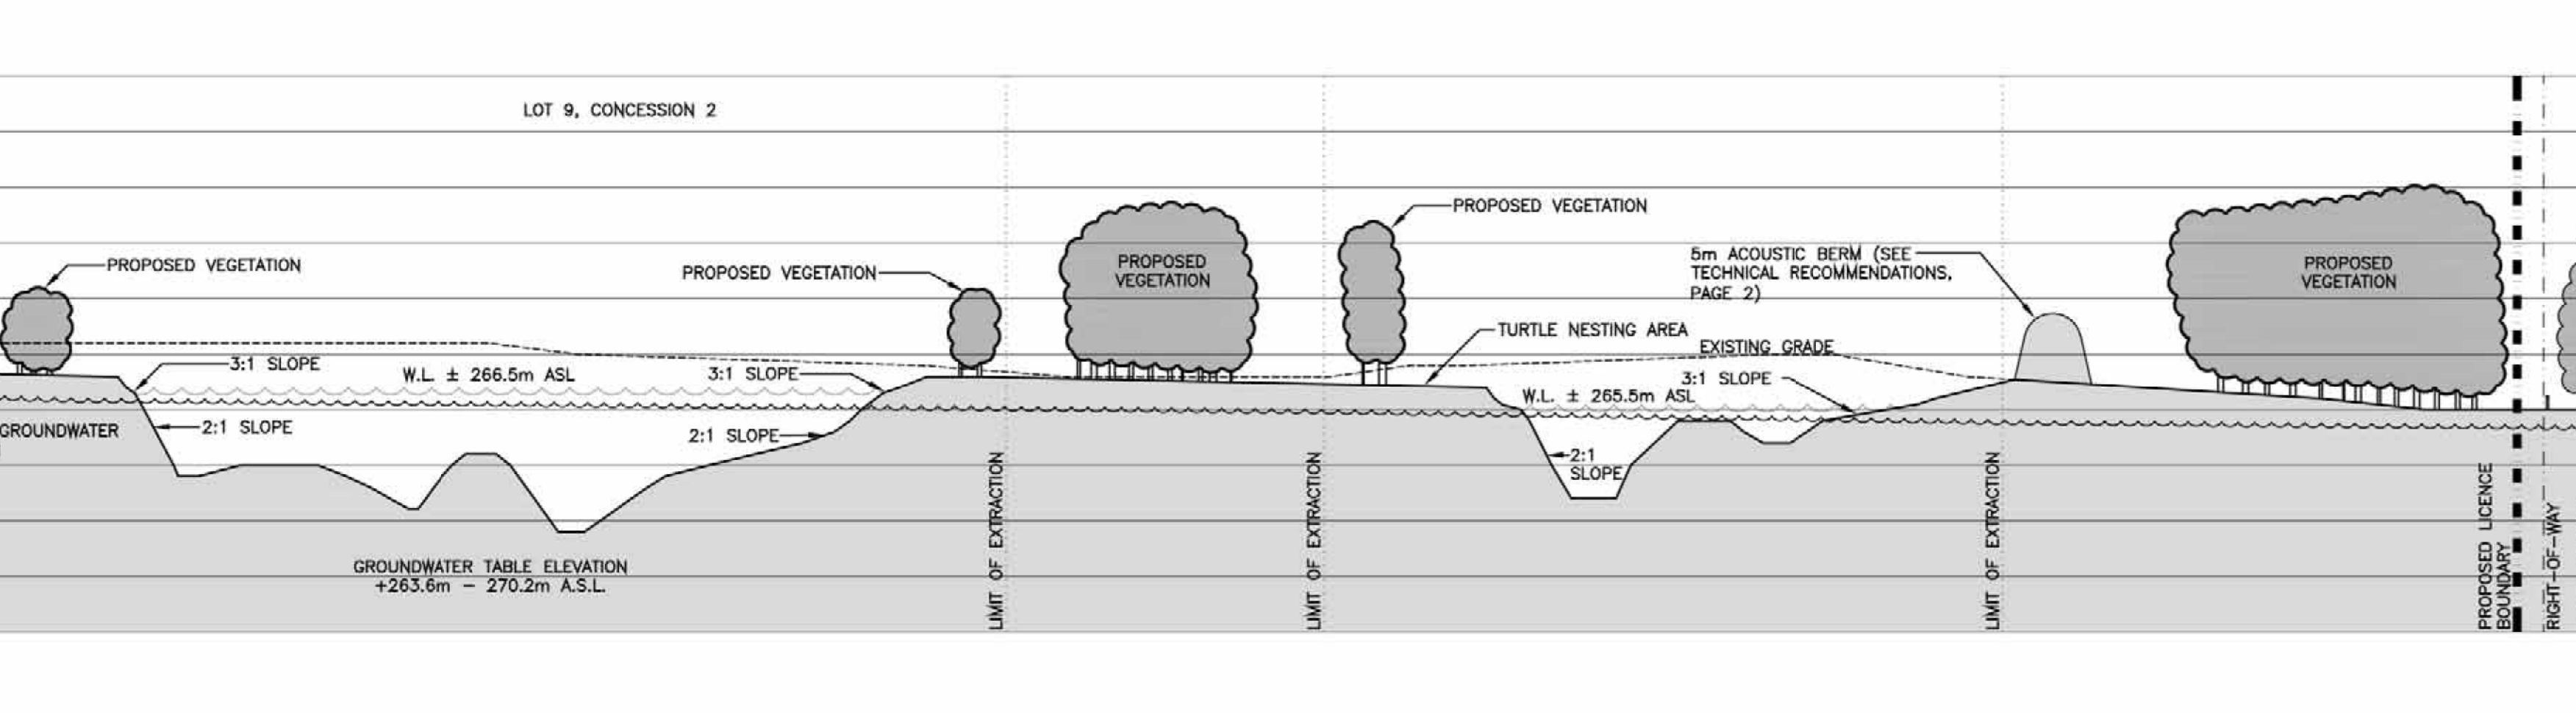 LOT 9, CONCESSION 2
PROPOSED VEGETATION
PROPOSED VEGETATION
PROPOSED
VEGETATION
PROPOSED VEGETATION
5m ACOUSTIC BERM (SEE
TECHNICAL RECOMMENDATIONS,
PAGE 2)
PROPOSED
VEGETATION
TURTLE NESTING AREA
EXISTING GRADE
3:1 SLOPE
W.L. ± 266.5m ASL
3:1 SLOPE
3:1 SLOPE
W.L. ± 265.5m ASL
GROUNDWATER
2:1 SLOPE
2:1 SLOPE
2:1
SLOPE
GROUNDWATER TABLE ELEVATION
+263.6m - 270.2m A.S.L.
LIMIT OF EXTRACTION
LIMIT OF EXTRACTION
LIMIT OF EXTRACTION
PROPOSED LICENCE
BOUNDARY
RIGHT-OF-WAY